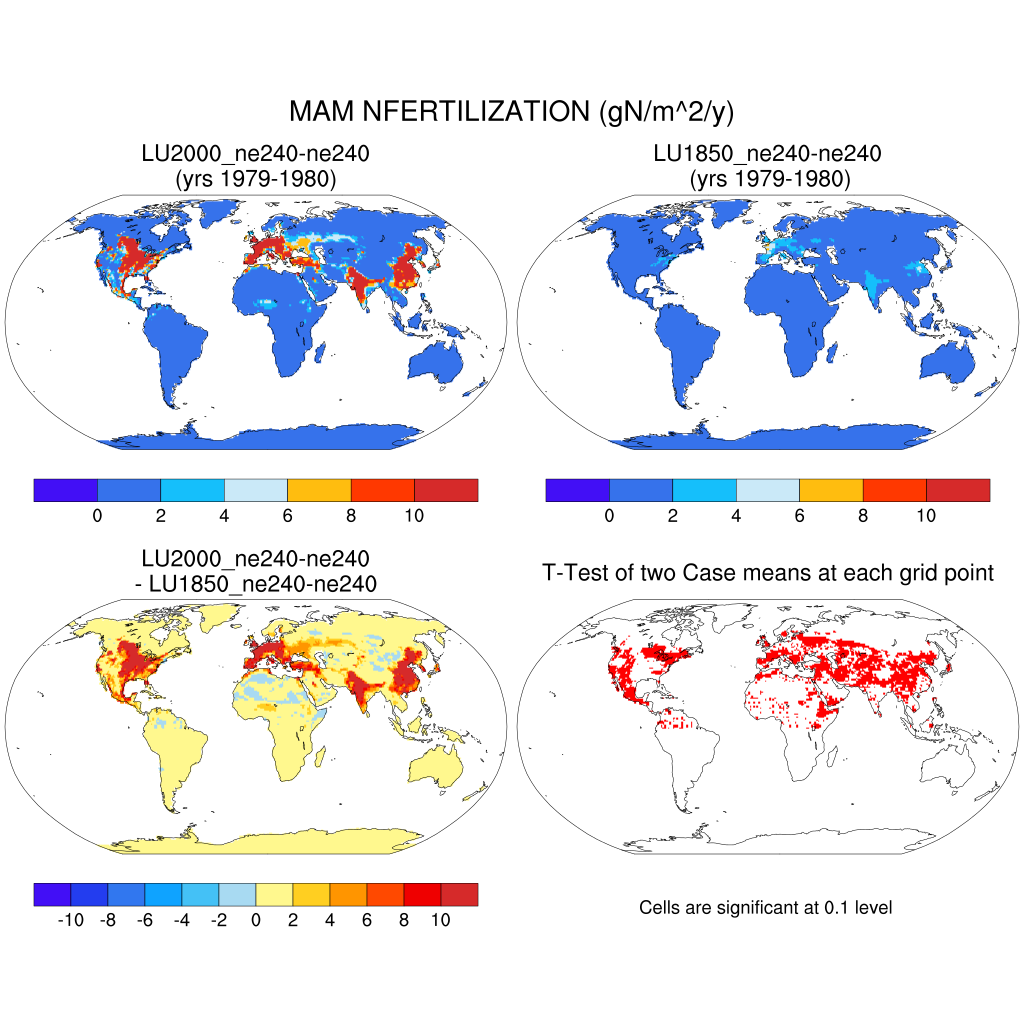 MAM NFERTILIZATION (gN/m^2/y)
LU2000_ne240-ne240
(yrs 1979-1980)
LU1850_ne240-ne240
(yrs 1979-1980)
0 2 4 6 8 10
0 2 4 6 8 10
LU2000_ne240-ne240
- LU1850_ne240-ne240
T-Test of two Case means at each grid point
-10 -8 -6 -4 -2 0 2 4 6 8 10
Cells are significant at 0.1 level